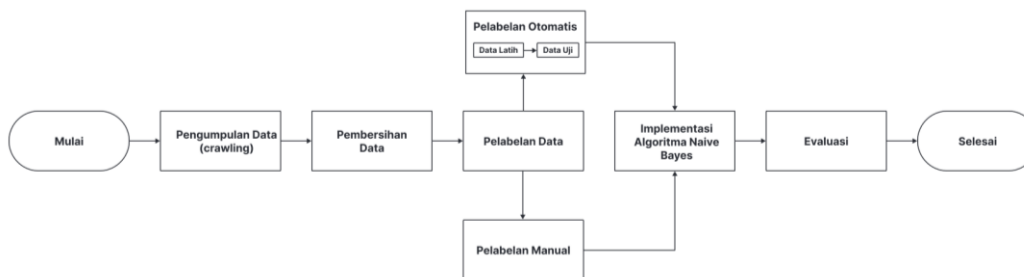 Pelabelan Otomatis
Data Latih
Data Uji
Mulai
Pengumpulan Data
(crawling)
Pembersihan
Data
Pelabelan Data
Implementasi
Algoritma Naive
Bayes
Evaluasi
Selesai
Pelabelan Manual